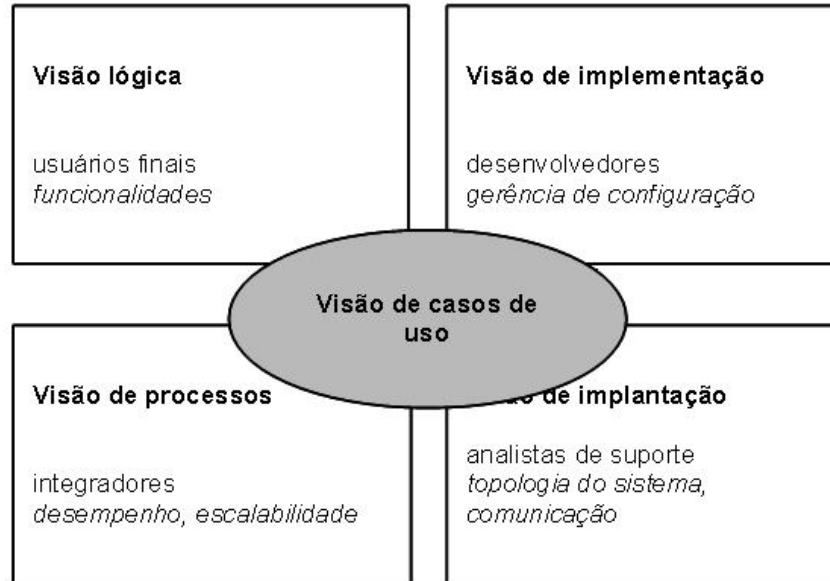 Visão lógica
usuários finais
funcionalidades
Visão de implementação
desenvolvedores
gerência de configuração
Visão de casos de
uso
Visão de processos
integradores
desempenho, escalabilidade
de implantação
analistas de suporte
topologia do sistema,
comunicação